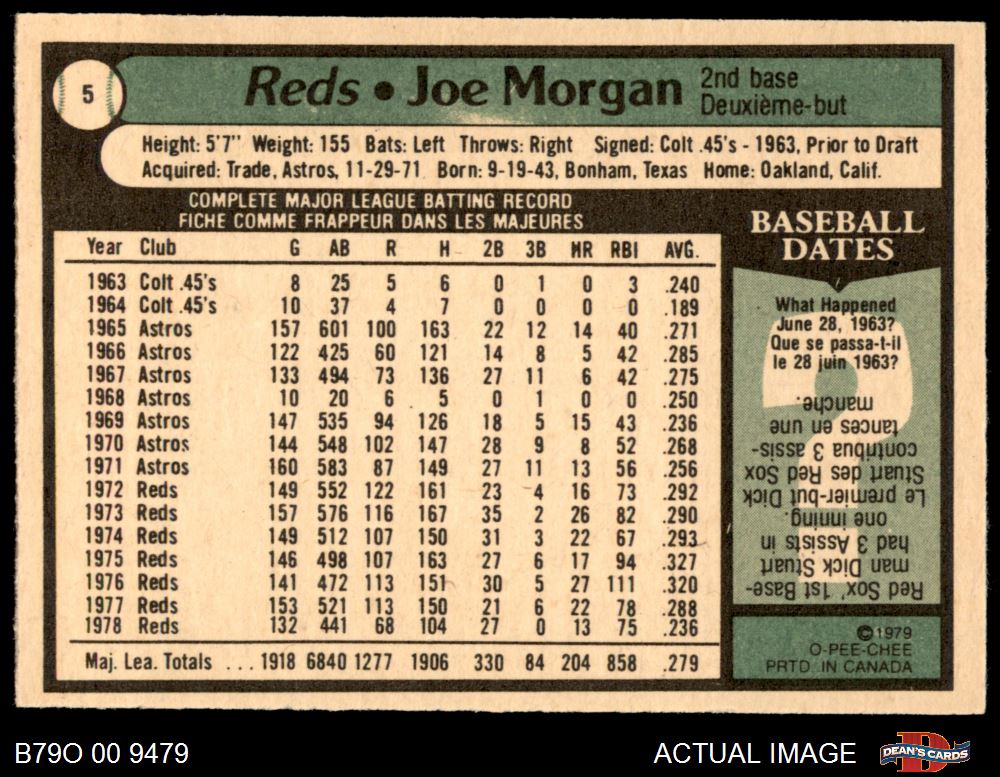 5
Reds • Joe Morgan
2nd base
Deuxième-but
Height: 5'7" Weight: 155 Bats: Left Throws: Right Signed: Colt .45's - 1963, Prior to Draft
Acquired: Trade, Astros, 11-29-71 Born: 9-19-43, Bonham, Texas Home: Oakland, Calif.
COMPLETE MAJOR LEAGUE BATTING RECORD
FICHE COMME FRAPPEUR DANS LES MAJEURES
Year Club G AB R H 2B 3B HR RBI AVG.
1963 Colt .45's 8 25 5 6 0 1 0 3 .240
1964 Colt .45's 10 37 4 7 0 0 0 0 .189
1965 Astros 157 601 100 163 22 12 14 40 .271
1966 Astros 122 425 60 121 14 8 5 42 .285
1967 Astros 133 494 73 136 27 11 6 42 .275
1968 Astros 10 20 6 5 0 1 0 0 .250
1969 Astros 147 535 94 126 18 5 15 43 .236
1970 Astros 144 548 102 147 28 9 8 52 .268
1971 Astros 160 583 87 149 27 11 13 56 .256
1972 Reds 149 552 122 161 23 4 16 73 .292
1973 Reds 157 576 116 167 35 2 26 82 .290
1974 Reds 149 512 107 150 31 3 22 67 .293
1975 Reds 146 498 107 163 27 6 17 94 .327
1976 Reds 141 472 113 151 30 5 27 111 .320
1977 Reds 153 521 113 150 21 6 22 78 .288
1978 Reds 132 441 68 104 27 0 13 75 .236
Maj. Lea. Totals ... 1918 6840 1277 1906 330 84 204 858 .279
BASEBALL
DATES
What Happened
June 28, 1963?
Que se passa-t-il
le 28 juin 1963?
Red Sox' 1st Base-
man Dick Stuart
had 3 Assists in
one inning.
Le premier-but Dick
Stuart des Red Sox
contribua 3 assis-
tances en une
manche.
©1979
O-PEE-CHEE
PRTD IN CANADA
B79O 00 9479
ACTUAL IMAGE
DEAN'S CARDS